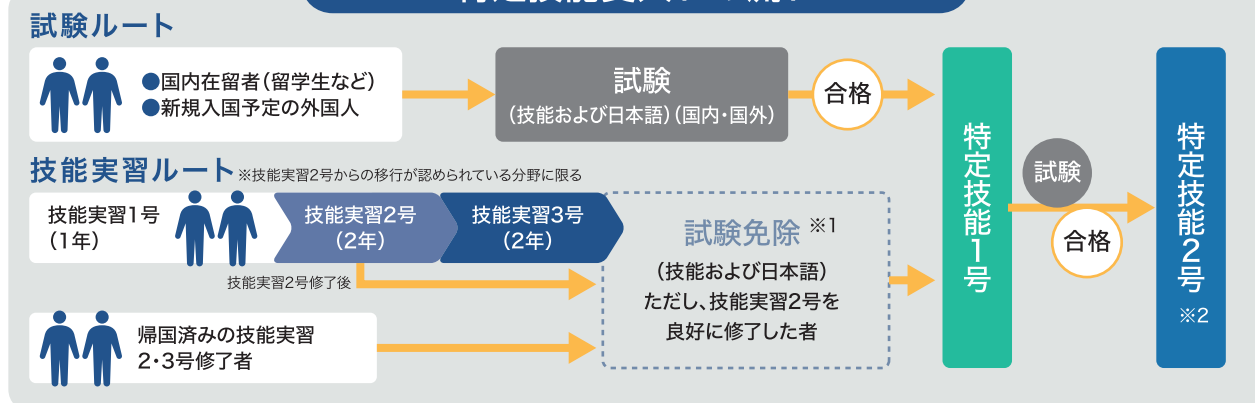 試験ルート
●国内在留者(留学生など)
●新規入国予定の外国人
試験
(技能および日本語)(国内・国外)
合格
技能実習ルート ※技能実習2号からの移行が認められている分野に限る
技能実習1号
(1年)
技能実習2号
(2年)
技能実習3号
(2年)
技能実習2号修了後
帰国済みの技能実習
2・3号修了者
試験免除 ※1
(技能および日本語)
ただし、技能実習2号を
良好に修了した者
特定技能1号
試験
合格
特定技能2号
※2